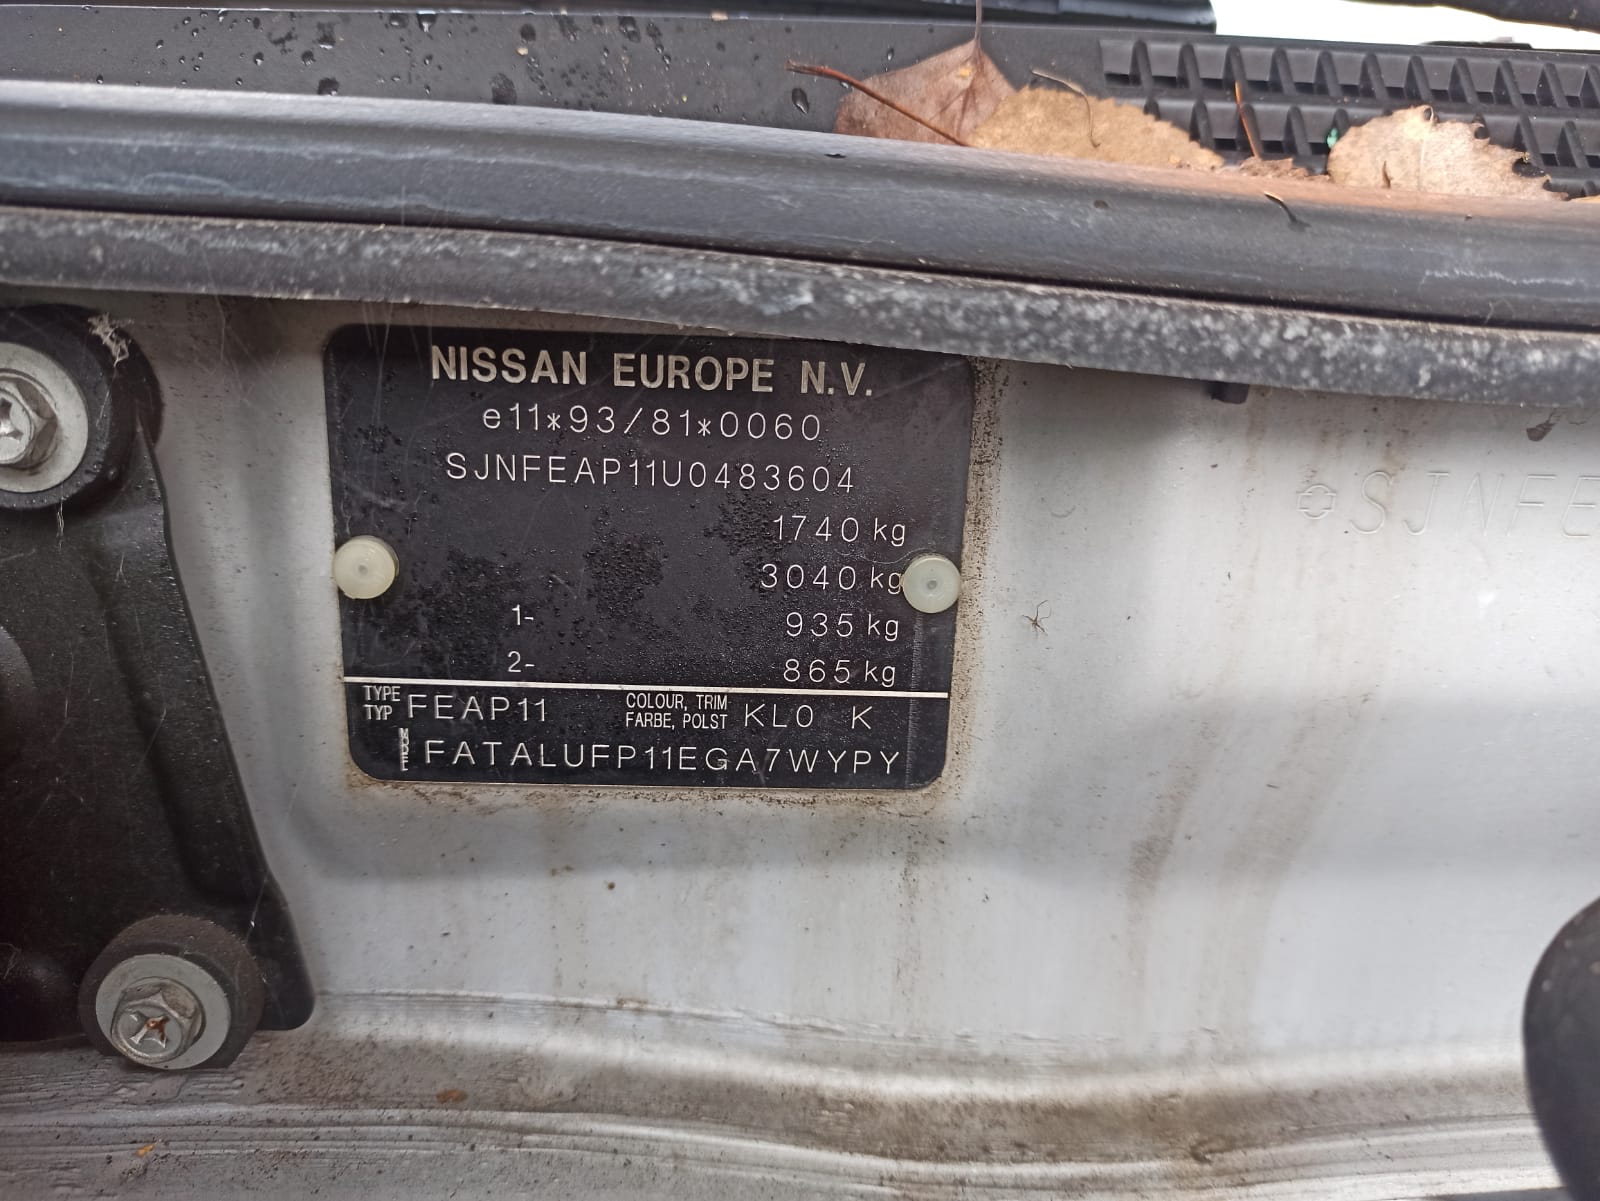 NISSAN EUROPE N.V.
e11*93/81*0060
SJNFEAP11U0483604
1740 kg
3040 kg
1- 935 kg
2- 865 kg
TYPE
TYP FEAP11 COLOUR, TRIM
FARBE, POLST KL0 K
MODEL FATALUFP11EGA7WYPY
SJNFE